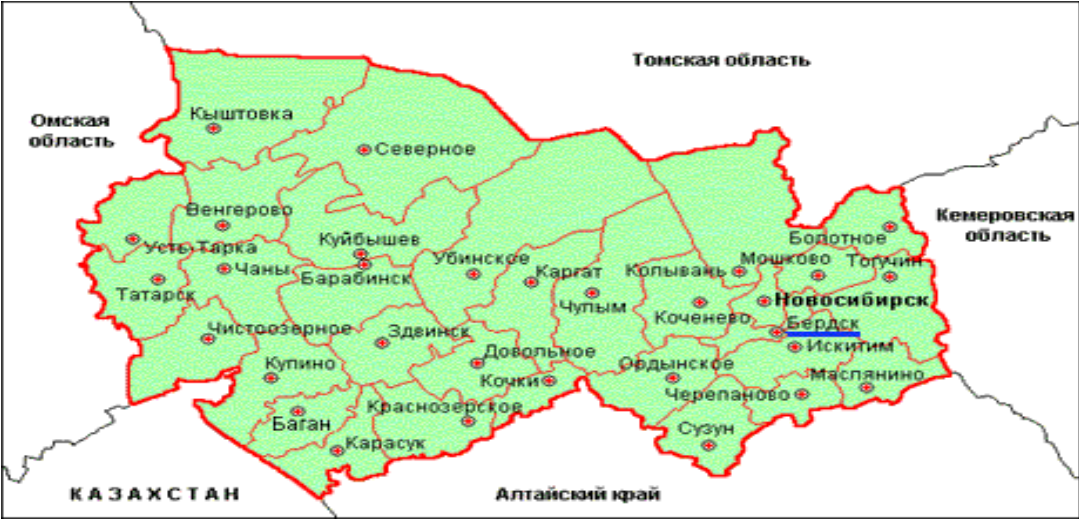 Томская область
Омская
область
Кыштовка
Северное
Кемеровская
область
Венгерово
Болотное
Усть-Тарка
Куйбышев
Убинское
Мошково
Тогучин
Чаны
Барабинск
Каргат
Колывань
Татарск
Чулым
Новосибирск
Коченево
Бердск
Чистоозерное
Здвинск
Искитим
Довольное
Купино
Ордынское
Кочки
Маслянино
Черепаново
Краснозерское
Баган
Сузун
Карасук
КАЗАХСТАН
Алтайский край